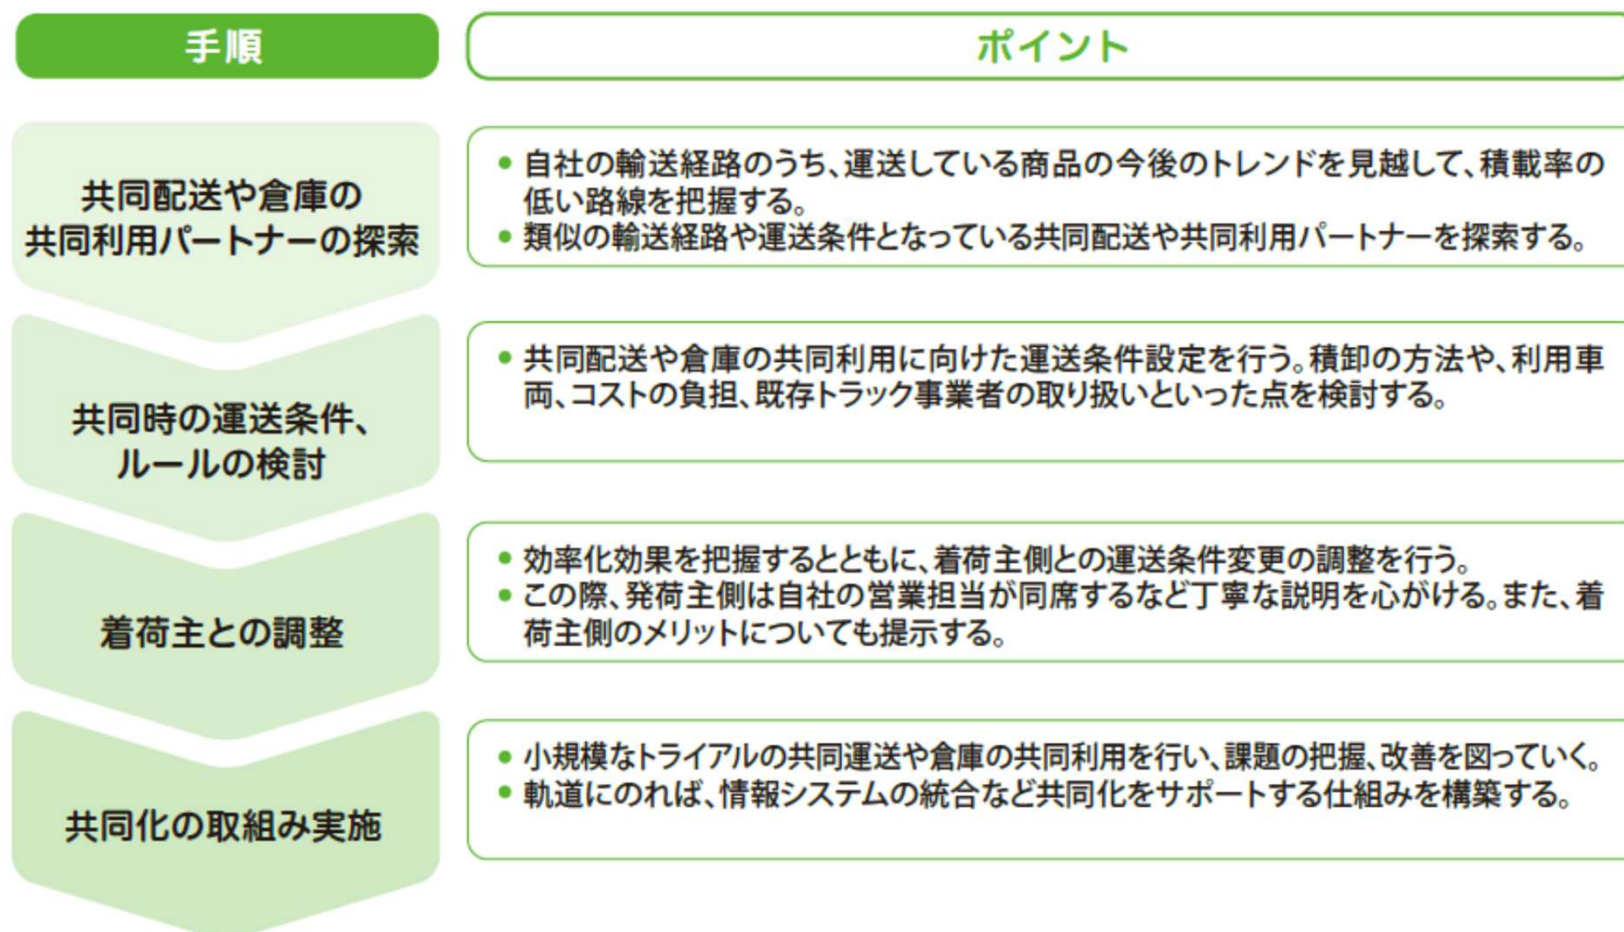 手順
ポイント
共同配送や倉庫の
共同利用パートナーの探索
● 自社の輸送経路のうち、運送している商品の今後のトレンドを見越して、積載率の
低い路線を把握する。
● 類似の輸送経路や運送条件となっている共同配送や共同利用パートナーを探索する。
共同時の運送条件、
ルールの検討
● 共同配送や倉庫の共同利用に向けた運送条件設定を行う。積卸の方法や、利用車
両、コストの負担、既存トラック事業者の取り扱いといった点を検討する。
着荷主との調整
● 効率化効果を把握するとともに、着荷主側との運送条件変更の調整を行う。
● この際、発荷主側は自社の営業担当が同席するなど丁寧な説明を心がける。また、着
荷主側のメリットについても提示する。
共同化の取組み実施
● 小規模なトライアルの共同運送や倉庫の共同利用を行い、課題の把握、改善を図っていく。
● 軌道にのれば、情報システムの統合など共同化をサポートする仕組みを構築する。